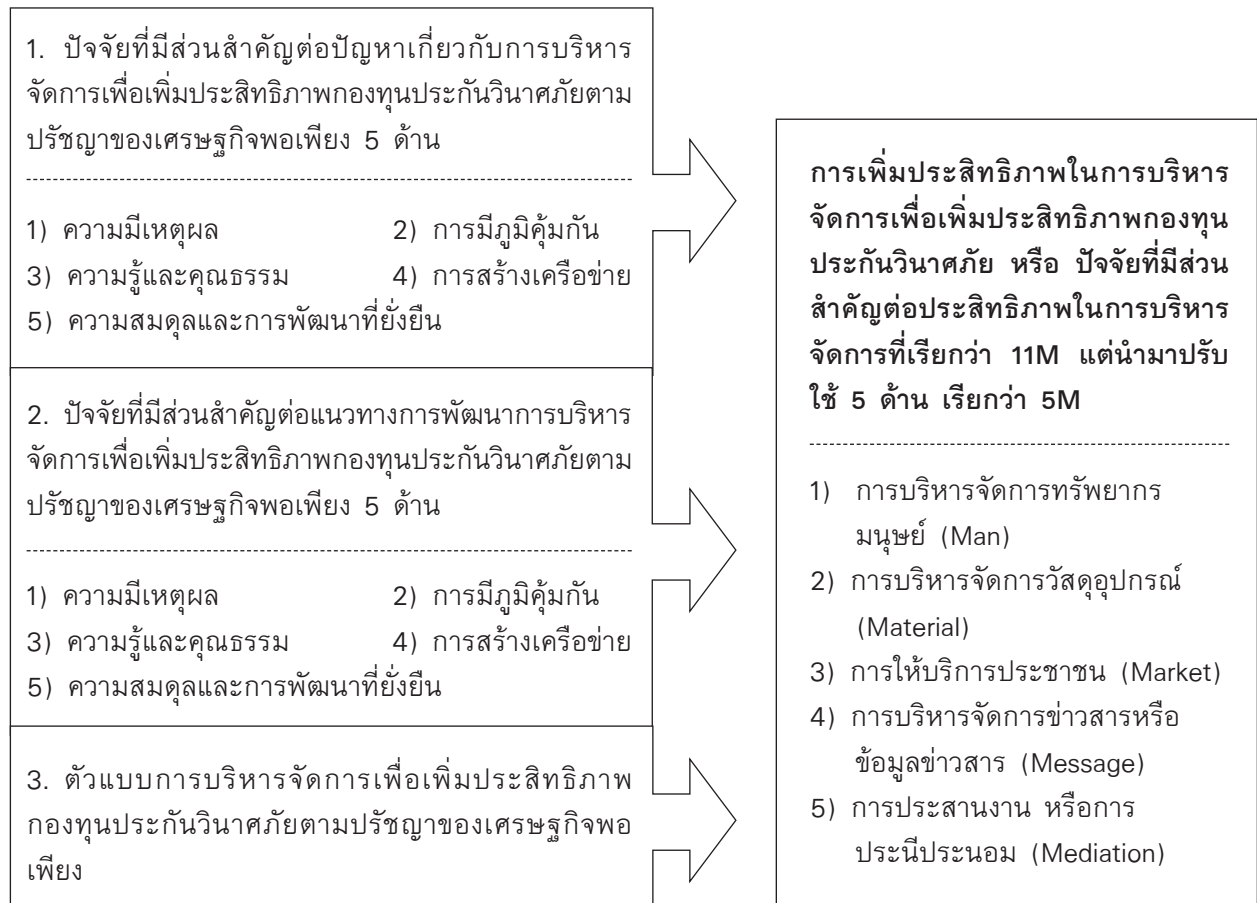 1. ปัจจัยที่มีส่วนสำคัญต่อปัญหาเกี่ยวกับการบริหาร
จัดการเพื่อเพิ่มประสิทธิภาพกองทุนประกันวินาศภัยตาม
ปรัชญาของเศรษฐกิจพอเพียง 5 ด้าน
1) ความมีเหตุผล 2) การมีภูมิคุ้มกัน
3) ความรู้และคุณธรรม 4) การสร้างเครือข่าย
5) ความสมดุลและการพัฒนาที่ยั่งยืน
2. ปัจจัยที่มีส่วนสำคัญต่อแนวทางการพัฒนาการบริหาร
จัดการเพื่อเพิ่มประสิทธิภาพกองทุนประกันวินาศภัยตาม
ปรัชญาของเศรษฐกิจพอเพียง 5 ด้าน
1) ความมีเหตุผล 2) การมีภูมิคุ้มกัน
3) ความรู้และคุณธรรม 4) การสร้างเครือข่าย
5) ความสมดุลและการพัฒนาที่ยั่งยืน
3. ตัวแบบการบริหารจัดการเพื่อเพิ่มประสิทธิภาพ
กองทุนประกันวินาศภัยตามปรัชญาของเศรษฐกิจพอ
เพียง
การเพิ่มประสิทธิภาพในการบริหาร
จัดการเพื่อเพิ่มประสิทธิภาพกองทุน
ประกันวินาศภัย หรือ ปัจจัยที่มีส่วน
สำคัญต่อประสิทธิภาพในการบริหาร
จัดการที่เรียกว่า 11M แต่นำมาปรับ
ใช้ 5 ด้าน เรียกว่า 5M
1) การบริหารจัดการทรัพยากร
มนุษย์ (Man)
2) การบริหารจัดการวัสดุอุปกรณ์
(Material)
3) การให้บริการประชาชน (Market)
4) การบริหารจัดการข่าวสารหรือ
ข้อมูลข่าวสาร (Message)
5) การประสานงาน หรือการ
ประนีประนอม (Mediation)